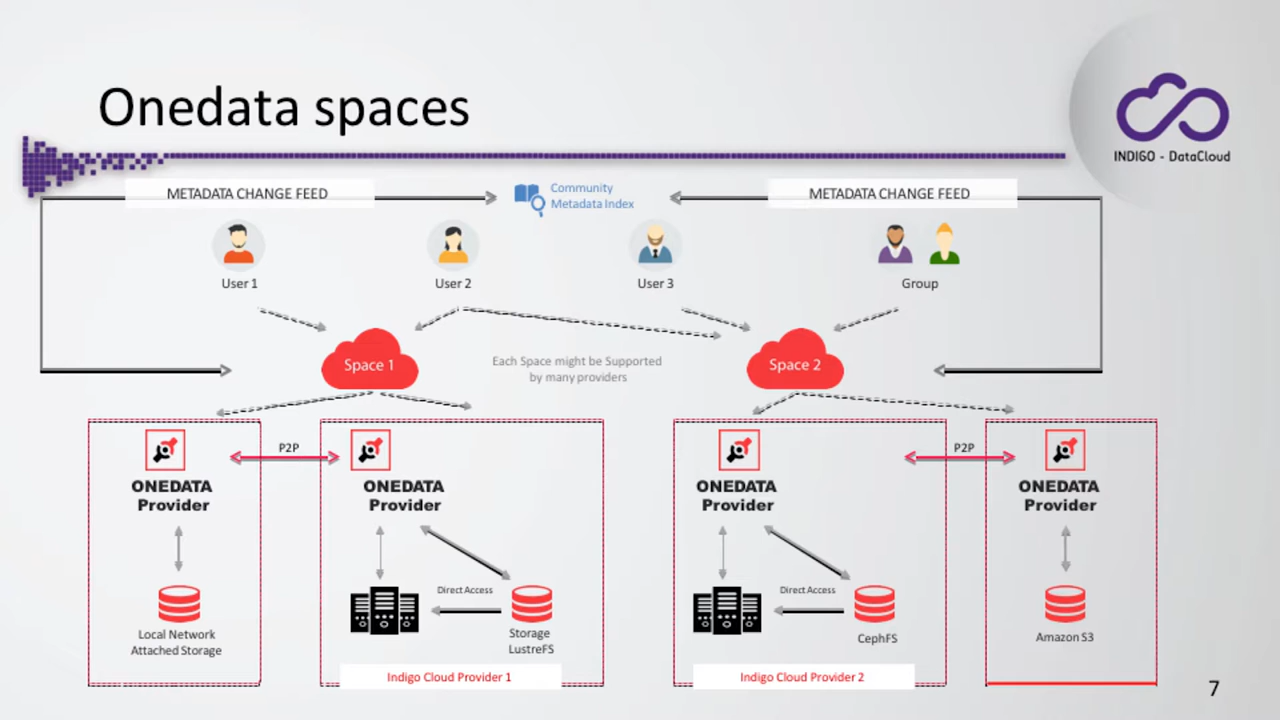 Onedata spaces
INDIGO - DataCloud
METADATA CHANGE FEED
Community
Metadata Index
METADATA CHANGE FEED
User 1
User 2
User 3
Group
Space 1
Each Space might be Supported
by many providers
Space 2
P2P
P2P
ONEDATA
Provider
ONEDATA
Provider
ONEDATA
Provider
ONEDATA
Provider
Direct Access
Direct Access
Local Network
Attached Storage
Storage
LustreFS
CephFS
Amazon S3
Indigo Cloud Provider 1
Indigo Cloud Provider 2
7